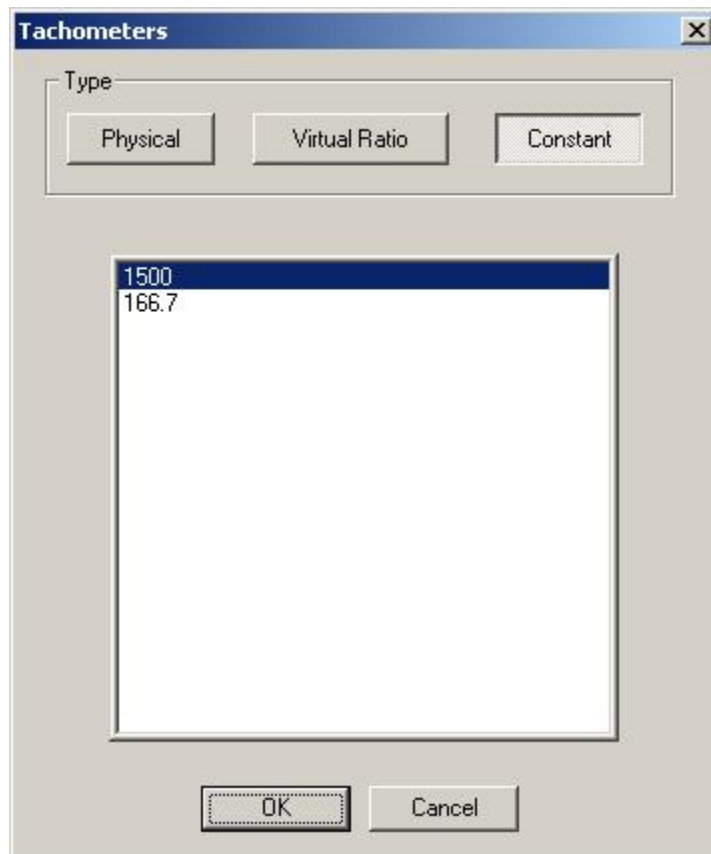 Tachometers
Type
Physical Virtual Ratio Constant
1500
166.7
OK Cancel